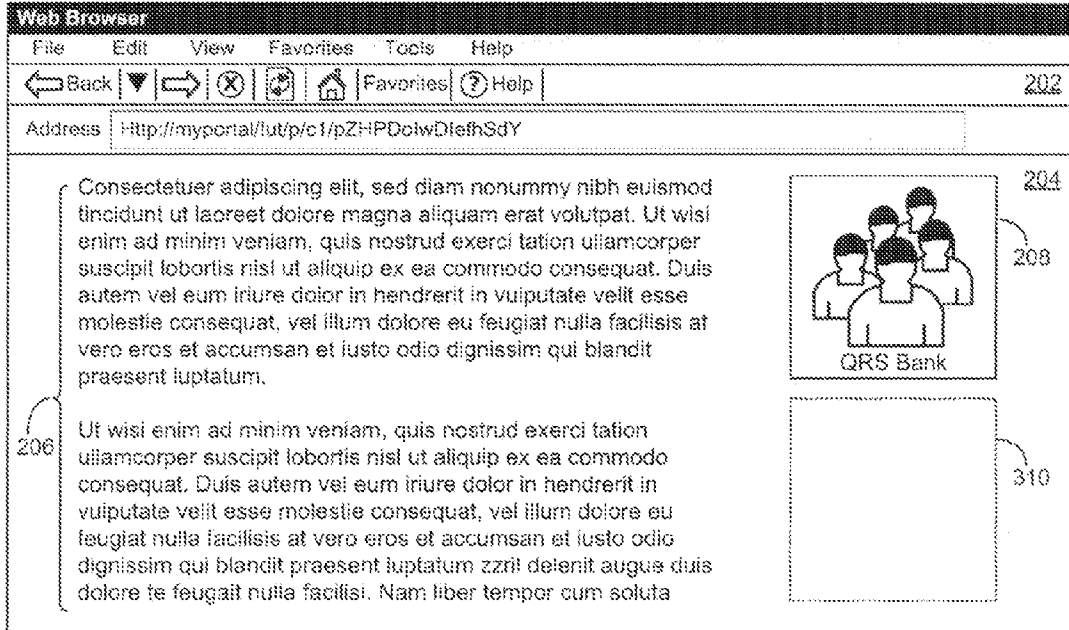 Web Browser
File Edit View Favorites Tools Help
Back Favorites ? Help 202
Address Http://myportal/!ut/p/c1/pZHPDoIwDIefhSdY
204
Consectetuer adipiscing elit, sed diam nonummy nibh euismod
tincidunt ut laoreet dolore magna aliquam erat volutpat. Ut wisi
enim ad minim veniam, quis nostrud exerci tation ullamcorper
suscipit lobortis nisl ut aliquip ex ea commodo consequat. Duis
autem vel eum iriure dolor in hendrerit in vulputate velit esse
molestie consequat, vel illum dolore eu feugiat nulla facilisis at
vero eros et accumsan et iusto odio dignissim qui blandit
praesent luptatum.
208
QRS Bank
206
Ut wisi enim ad minim veniam, quis nostrud exerci tation
ullamcorper suscipit lobortis nisl ut aliquip ex ea commodo
consequat. Duis autem vel eum iriure dolor in hendrerit in
vulputate velit esse molestie consequat, vel illum dolore eu
feugiat nulla facilisis at vero eros et accumsan et iusto odio
dignissim qui blandit praesent luptatum zzril delenit augue duis
dolore te feugait nulla facilisi. Nam liber tempor cum soluta
310